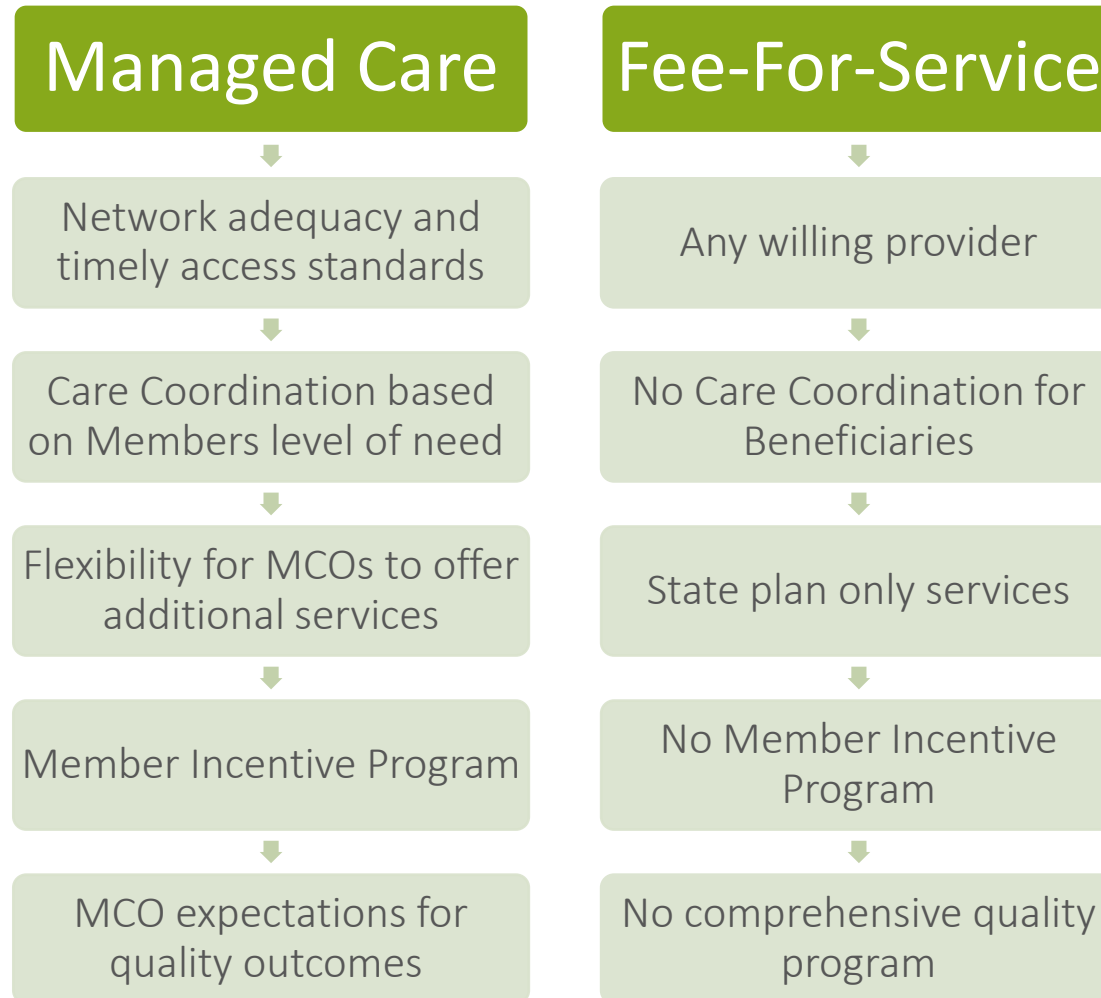 Managed Care
Network adequacy and
timely access standards
Care Coordination based
on Members level of need
Flexibility for MCOs to offer
additional services
Member Incentive Program
MCO expectations for
quality outcomes
Fee-For-Service
Any willing provider
No Care Coordination for
Beneficiaries
State plan only services
No Member Incentive
Program
No comprehensive quality
program